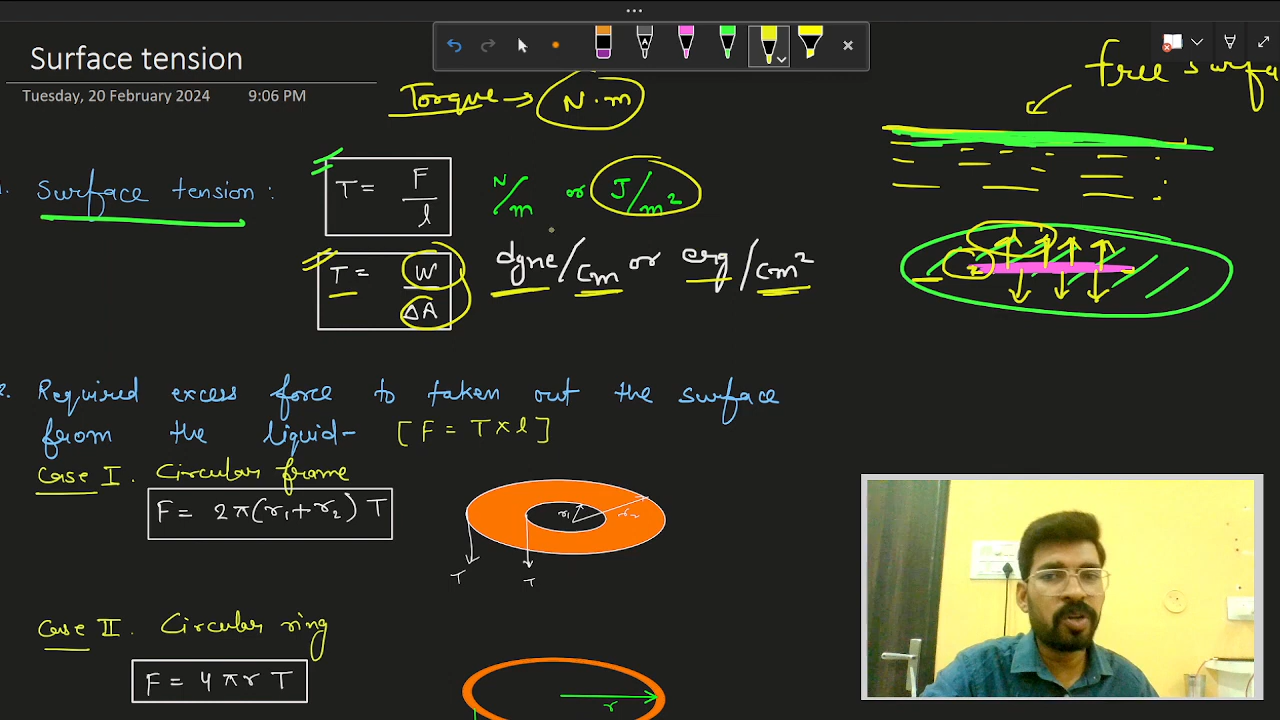 Surface tension
Tuesday, 20 February 2024 9:06 PM
Torque → N·m
free surfa
1. Surface tension :
T = F/l
N/m or J/m²
T = W/ΔA
dyne/cm or erg/cm²
l
2. Required excess force to taken out the surface
from the liquid- [F = T × l]
Case I. Circular frame
F = 2π(r₁+r₂) T
r₁ r₂
T T
Case II. Circular ring
F = 4πr T
r